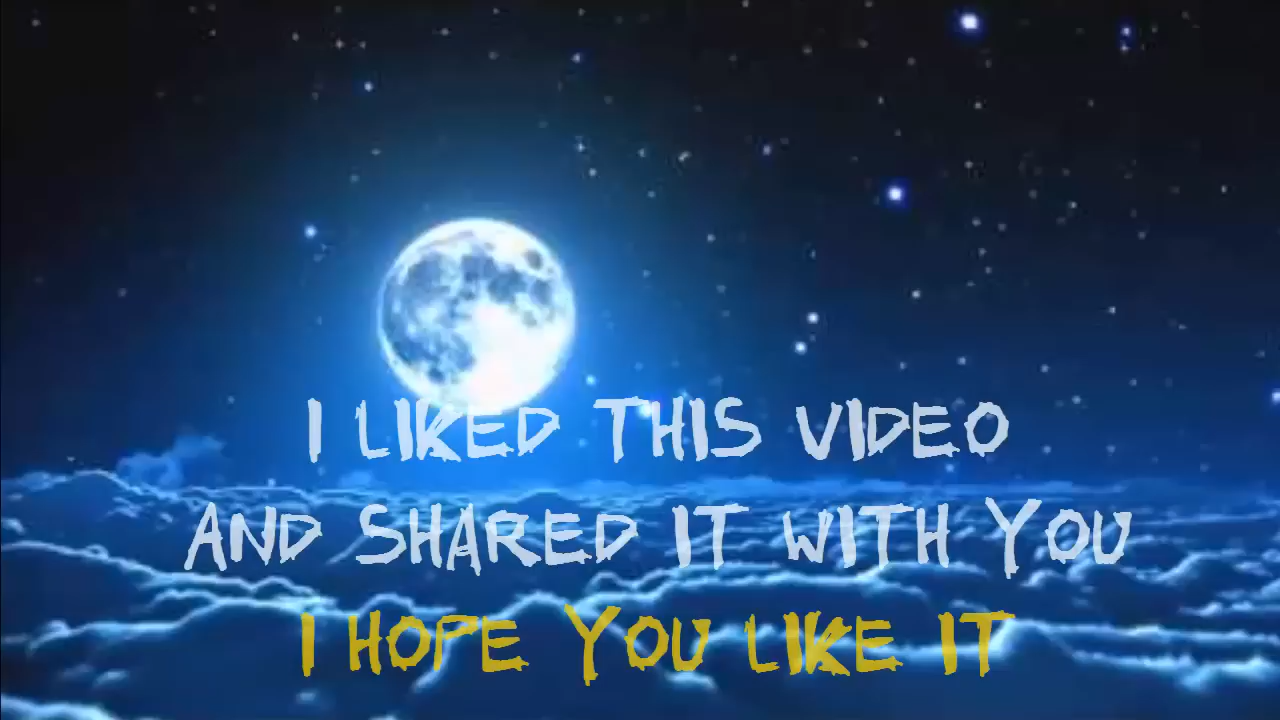 I LIKED THIS VIDEO
AND SHARED IT WITH YOU
I HOPE YOU LIKE IT